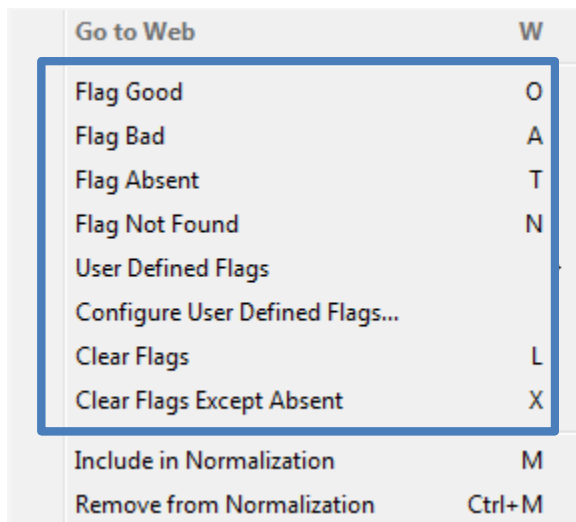 Go to Web W
Flag Good O
Flag Bad A
Flag Absent T
Flag Not Found N
User Defined Flags
Configure User Defined Flags...
Clear Flags L
Clear Flags Except Absent X
Include in Normalization M
Remove from Normalization Ctrl+M